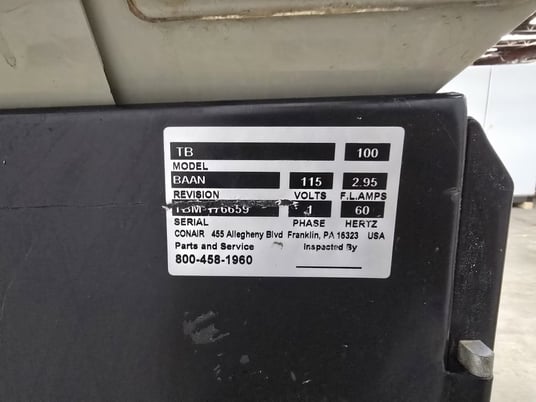 TB 100
MODEL
BAAN 115 2.95
REVISION VOLTS F.L.AMPS
1 60
SERIAL PHASE HERTZ
CONAIR 455 Allegheny Blvd Franklin, PA 16323 USA
Parts and Service Inspected By
800-458-1960